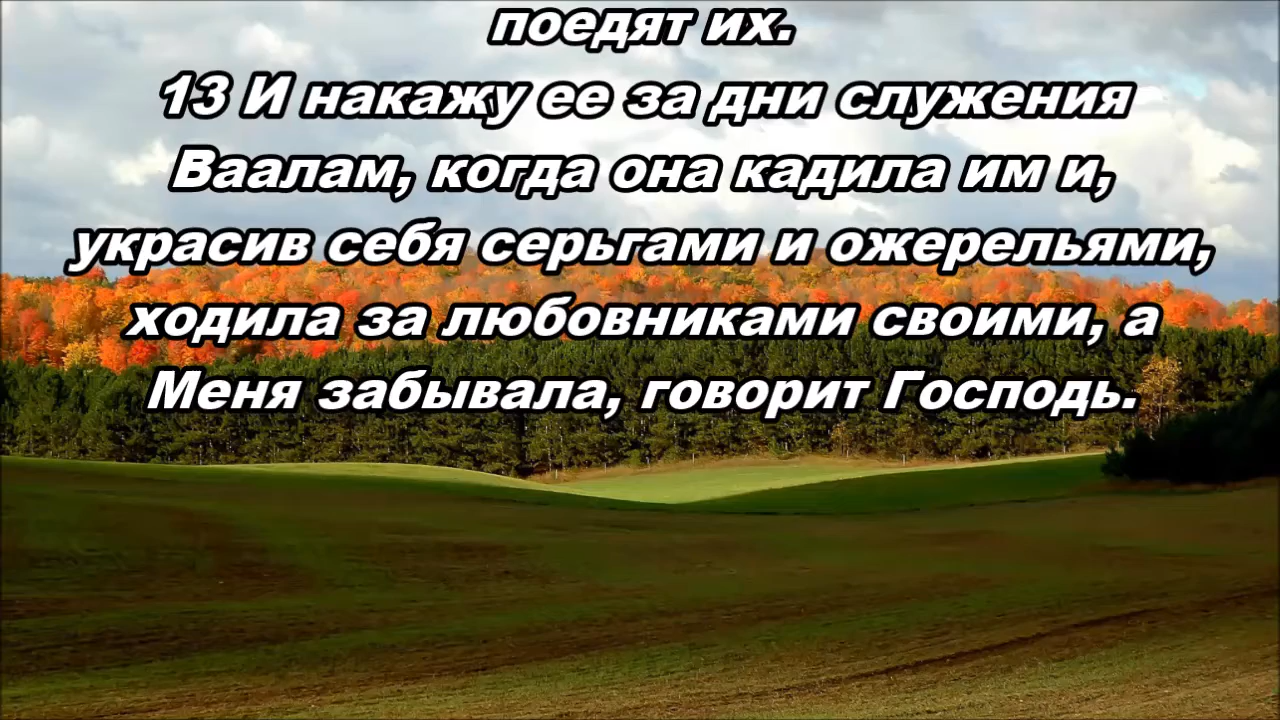 поедят их.
13 И накажу ее за дни служения
Ваалам, когда она кадила им и,
украсив себя серьгами и ожерельями,
ходила за любовниками своими, а
Меня забывала, говорит Господь.